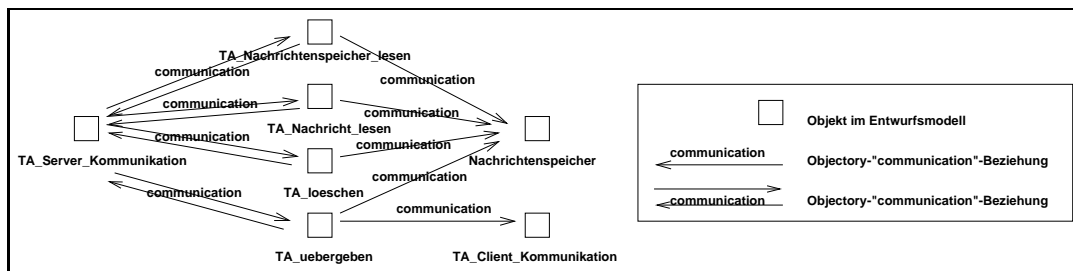 TA_Nachrichtenspeicher_lesen
communication
communication
communication
communication
TA_Nachricht_lesen
communication
communication
TA_Server_Kommunikation
Nachrichtenspeicher
TA_loeschen
communication
communication
communication
TA_uebergeben
TA_Client_Kommunikation
Objekt im Entwurfsmodell
communication
Objectory-"communication"-Beziehung
communication
Objectory-"communication"-Beziehung